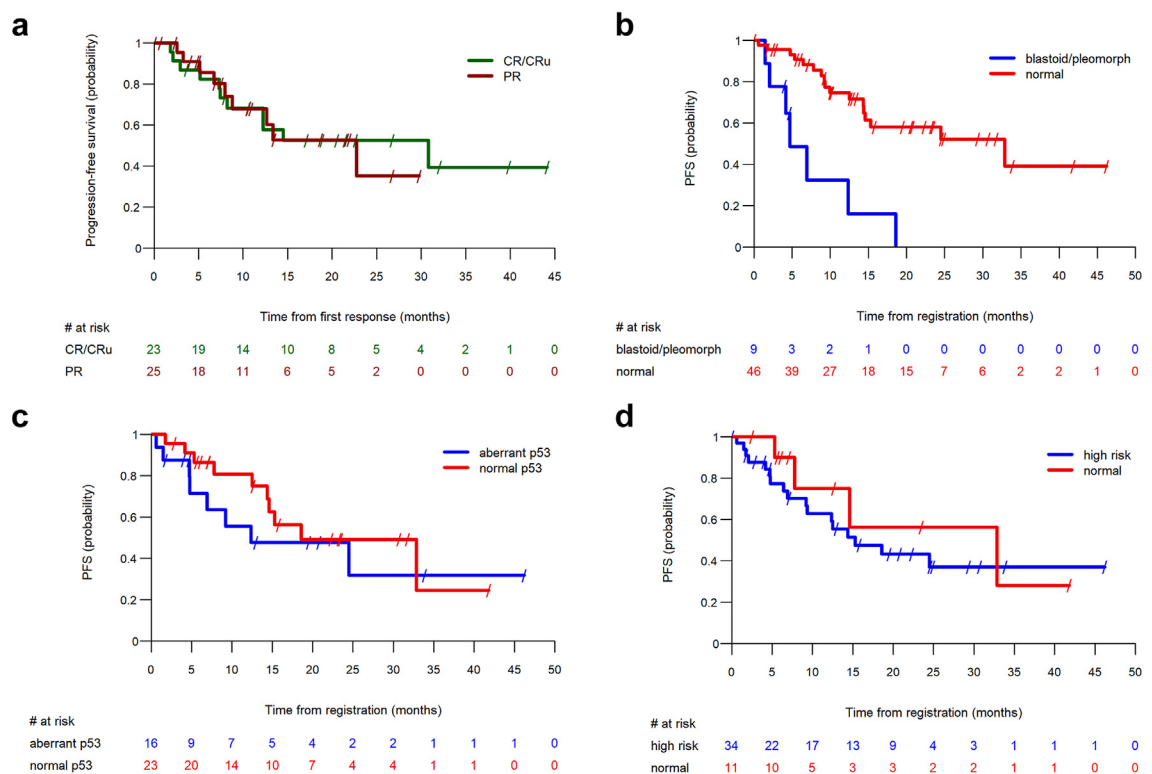 a
Progression-free survival (probability)
1
0.8
0.6
0.4
0.2
0
0 5 10 15 20 25 30 35 40 45
CR/CRu
PR
Time from first response (months)
# at risk
CR/CRu 23 19 14 10 8 5 4 2 1 0
PR 25 18 11 6 5 2 0 0 0 0
b
PFS (probability)
1
0.8
0.6
0.4
0.2
0
0 5 10 15 20 25 30 35 40 45 50
blastoid/pleomorph
normal
Time from registration (months)
# at risk
blastoid/pleomorph 9 3 2 1 0 0 0 0 0 0 0
normal 46 39 27 18 15 7 6 2 2 1 0
c
PFS (probability)
1
0.8
0.6
0.4
0.2
0
0 5 10 15 20 25 30 35 40 45 50
aberrant p53
normal p53
Time from registration (months)
# at risk
aberrant p53 16 9 7 5 4 2 2 1 1 1 0
normal p53 23 20 14 10 7 4 4 1 1 0 0
d
PFS (probability)
1
0.8
0.6
0.4
0.2
0
0 5 10 15 20 25 30 35 40 45 50
high risk
normal
Time from registration (months)
# at risk
high risk 34 22 17 13 9 4 3 1 1 1 0
normal 11 10 5 3 3 2 2 1 1 0 0